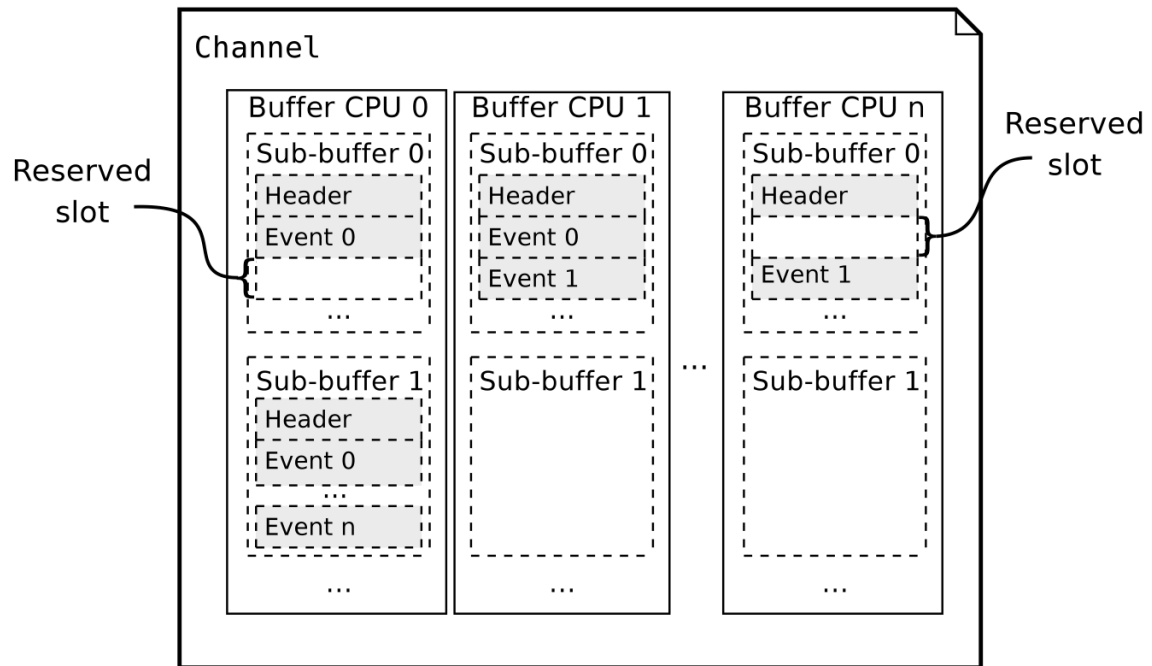 Channel
Reserved
slot
Buffer CPU 0
Sub-buffer 0
Header
Event 0
...
Sub-buffer 1
Header
Event 0
...
Event n
...
Buffer CPU 1
Sub-buffer 0
Header
Event 0
Event 1
...
Sub-buffer 1
...
...
Buffer CPU n
Sub-buffer 0
Header
Event 1
...
Sub-buffer 1
...
Reserved
slot